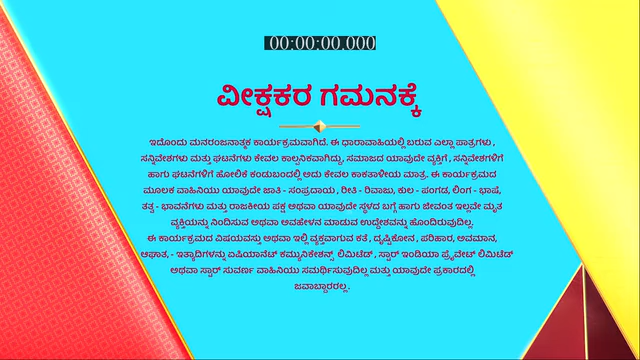 00:00:00.000
ವೀಕ್ಷಕರ ಗಮನಕ್ಕೆ
ಇದೊಂದು ಮನರಂಜನಾತ್ಮಕ ಕಾರ್ಯಕ್ರಮವಾಗಿದೆ. ಈ ಧಾರಾವಾಹಿಯಲ್ಲಿ ಬರುವ ಎಲ್ಲಾ ಪಾತ್ರಗಳು ,
ಸನ್ನಿವೇಶಗಳು ಮತ್ತು ಘಟನೆಗಳು ಕೇವಲ ಕಾಲ್ಪನಿಕವಾಗಿದ್ದು, ಸಮಾಜದ ಯಾವುದೇ ವ್ಯಕ್ತಿಗೆ , ಸನ್ನಿವೇಶಗಳಿಗೆ
ಹಾಗು ಘಟನೆಗಳಿಗೆ ಹೋಲಿಕೆ ಕಂಡುಬಂದಲ್ಲಿ ಅದು ಕೇವಲ ಕಾಕತಾಳೀಯ ಮಾತ್ರ. ಈ ಕಾರ್ಯಕ್ರಮದ
ಮೂಲಕ ವಾಹಿನಿಯು ಯಾವುದೇ ಜಾತಿ - ಸಂಪ್ರದಾಯ , ರೀತಿ - ರಿವಾಜು, ಕುಲ - ಪಂಗಡ, ಲಿಂಗ - ಭಾಷೆ,
ತತ್ವ - ಭಾವನೆಗಳು ಮತ್ತು ರಾಜಕೀಯ ಪಕ್ಷ ಅಥವಾ ಯಾವುದೇ ಸ್ಥಳದ ಬಗ್ಗೆ ಹಾಗು ಜೀವಂತ ಇಲ್ಲವೇ ಮೃತ
ವ್ಯಕ್ತಿಯನ್ನು ನಿಂದಿಸುವ ಅಥವಾ ಅವಹೇಳನ ಮಾಡುವ ಉದ್ದೇಶವನ್ನು ಹೊಂದಿರುವುದಿಲ್ಲ.
ಈ ಕಾರ್ಯಕ್ರಮದ ವಿಷಯವಸ್ತು ಅಥವಾ ಇಲ್ಲಿ ವ್ಯಕ್ತವಾಗುವ ಕತೆ , ದೃಷ್ಟಿಕೋನ , ಪರಿಹಾರ, ಅವಮಾನ,
ಆಘಾತ, - ಇತ್ಯಾದಿಗಳನ್ನು ಏಷಿಯಾನೆಟ್ ಕಮ್ಯುನಿಕೇಶನ್ಸ್ ಲಿಮಿಟೆಡ್ , ಸ್ಟಾರ್ ಇಂಡಿಯಾ ಪ್ರೈವೇಟ್ ಲಿಮಿಟೆಡ್
ಅಥವಾ ಸ್ಟಾರ್ ಸುವರ್ಣ ವಾಹಿನಿಯು ಸಮರ್ಥಿಸುವುದಿಲ್ಲ ಮತ್ತು ಯಾವುದೇ ಪ್ರಕಾರದಲ್ಲಿ
ಜವಾಬ್ದಾರರಲ್ಲ.